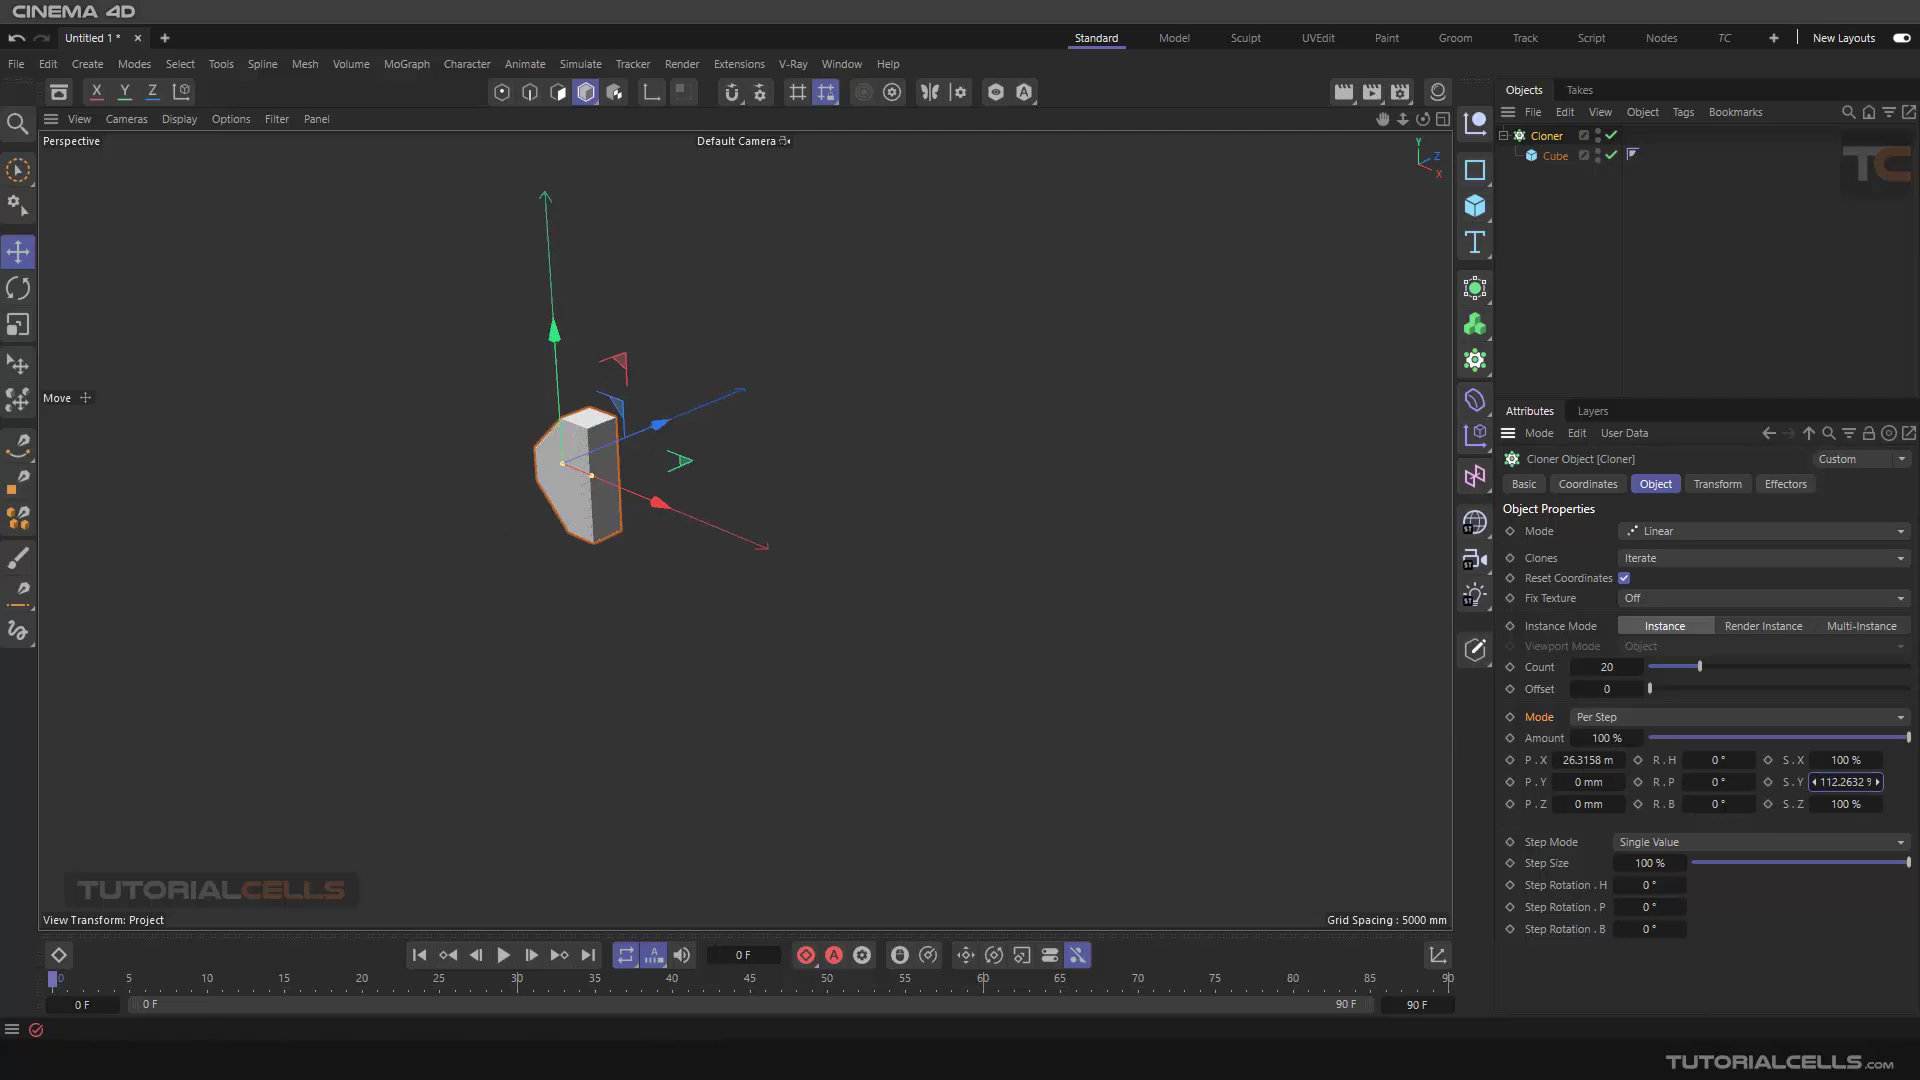 CINEMA 4D
Untitled 1 *
Standard
Model
Sculpt
UVEdit
Paint
Groom
Track
Script
Nodes
TC
New Layouts
File Edit Create Modes Select Tools Spline Mesh Volume MoGraph Character Animate Simulate Tracker Render Extensions V-Ray Window Help
X Y Z
Objects Takes
File Edit View Object Tags Bookmarks
View Cameras Display Options Filter Panel
Perspective
Default Camera
Y
Z
X
Cloner
Cube
TC
Move
Attributes Layers
Mode Edit User Data
Cloner Object [Cloner]
Custom
Basic Coordinates Object Transform Effectors
Object Properties
Mode Linear
Clones Iterate
Reset Coordinates
Fix Texture Off
Instance Mode Instance Render Instance Multi-Instance
Viewport Mode Object
Count 20
Offset 0
Mode Per Step
Amount 100 %
P . X 26.3158 m R . H 0 ° S . X 100 %
P . Y 0 mm R . P 0 ° S . Y 112.2632 %
P . Z 0 mm R . B 0 ° S . Z 100 %
Step Mode Single Value
Step Size 100 %
Step Rotation . H 0 °
Step Rotation . P 0 °
Step Rotation . B 0 °
TUTORIALCELLS
View Transform: Project
Grid Spacing : 5000 mm
0 F
0 5 10 15 20 25 30 35 40 45 50 55 60 65 70 75 80 85 90
0 F 0 F 90 F 90 F
TUTORIALCELLS.com